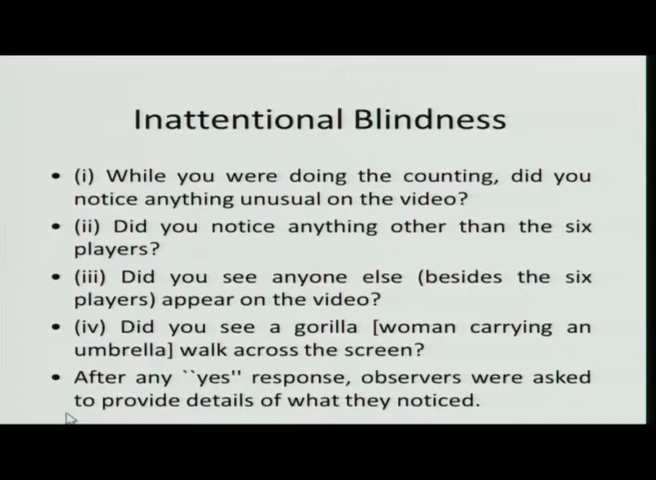 Inattentional Blindness
• (i) While you were doing the counting, did you
notice anything unusual on the video?
• (ii) Did you notice anything other than the six
players?
• (iii) Did you see anyone else (besides the six
players) appear on the video?
• (iv) Did you see a gorilla [woman carrying an
umbrella] walk across the screen?
• After any ``yes'' response, observers were asked
to provide details of what they noticed.